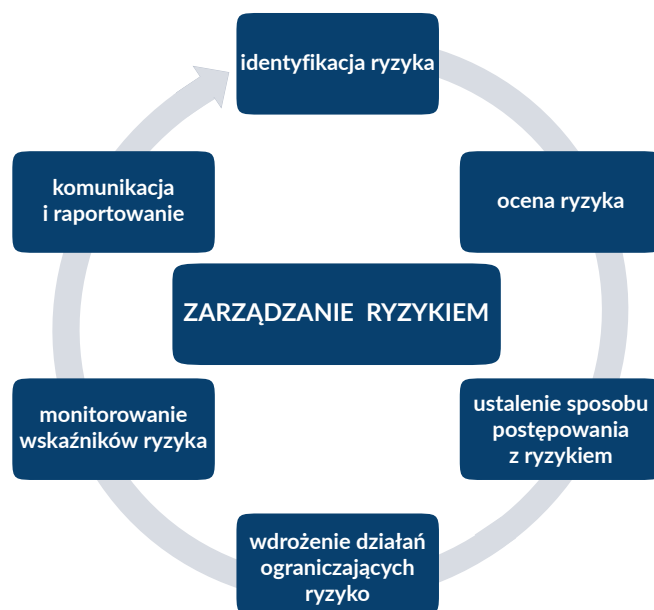 identyfikacja ryzyka
ocena ryzyka
ustalenie sposobu
postępowania
z ryzykiem
wdrożenie działań
ograniczających
ryzyko
monitorowanie
wskaźników ryzyka
komunikacja
i raportowanie
ZARZĄDZANIE RYZYKIEM